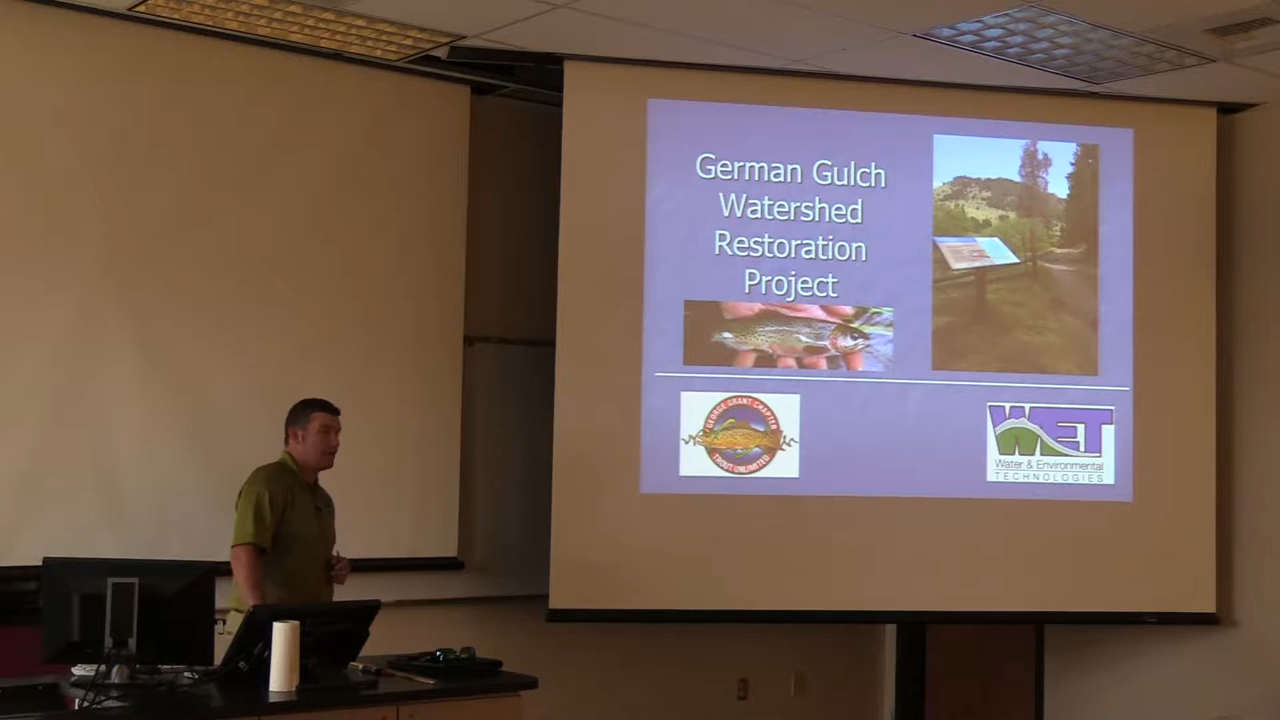 German Gulch
Watershed
Restoration
Project
GEORGE GRANT CHAPTER
TROUT UNLIMITED
WET
Water & Environmental
TECHNOLOGIES